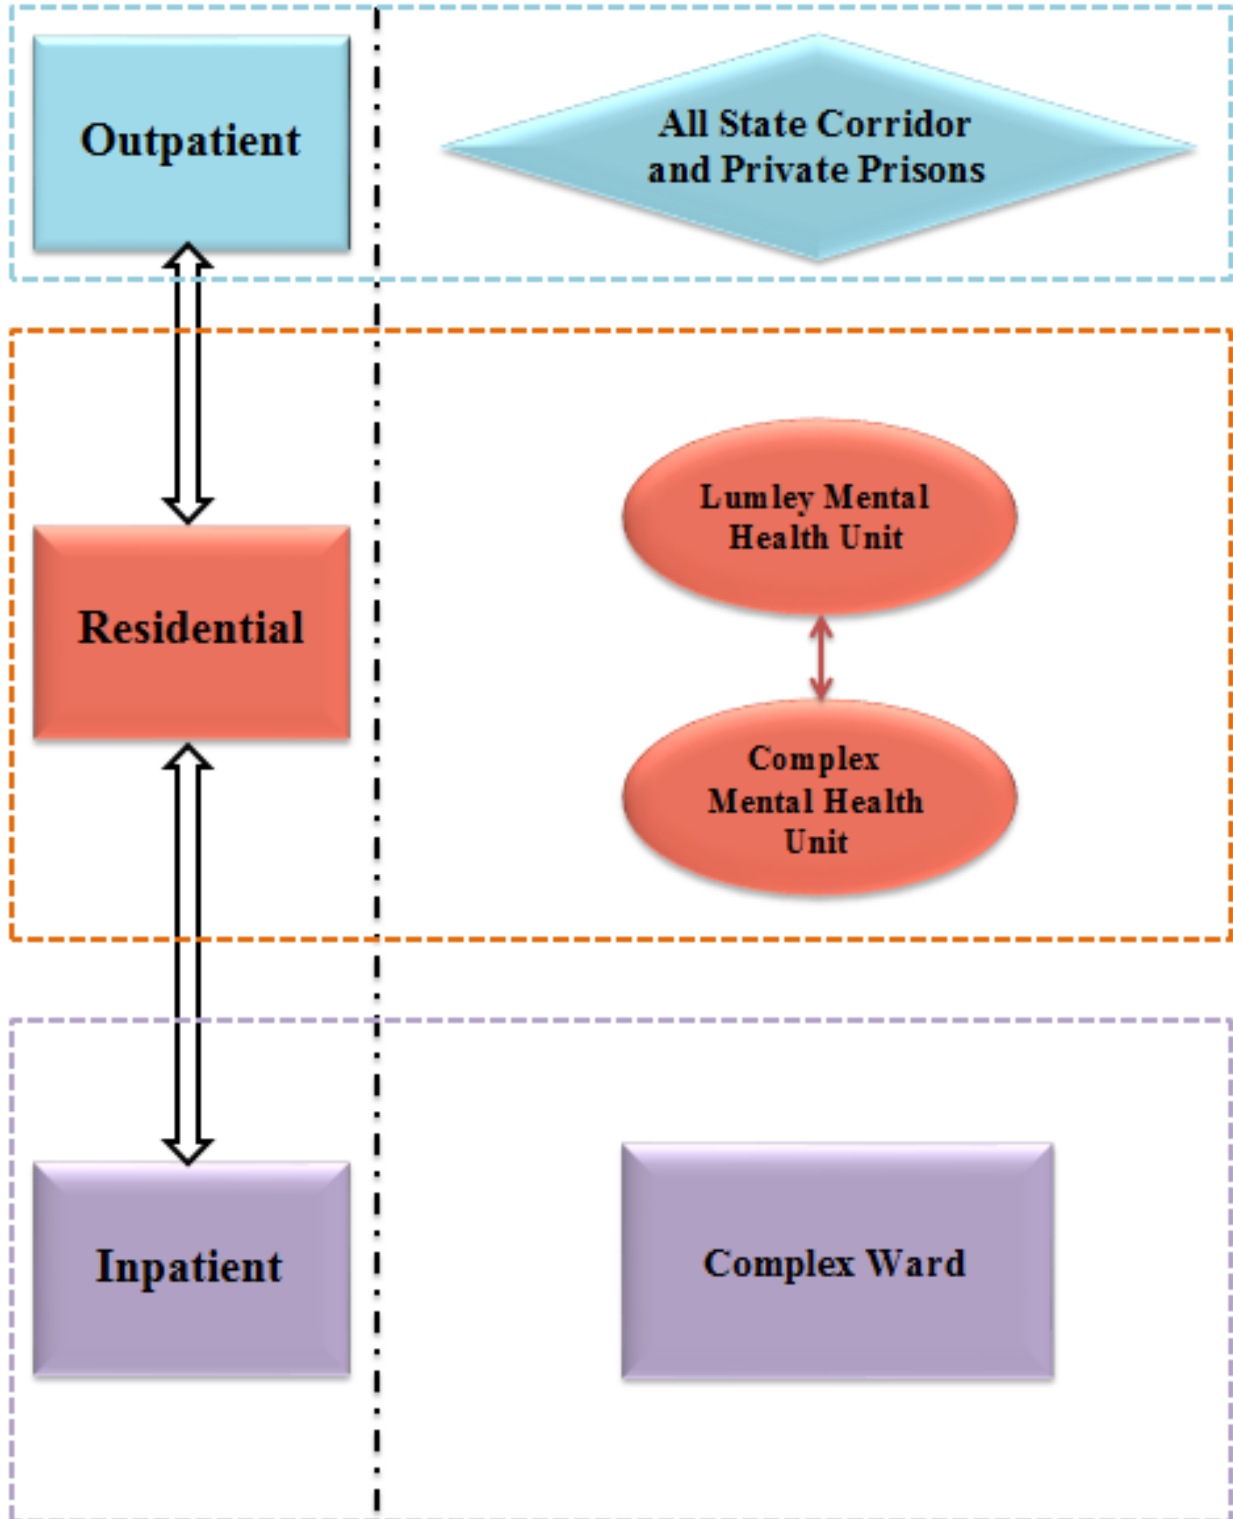 Outpatient
All State Corridor
and Private Prisons
Residential
Lumley Mental
Health Unit
Complex
Mental Health
Unit
Inpatient
Complex Ward